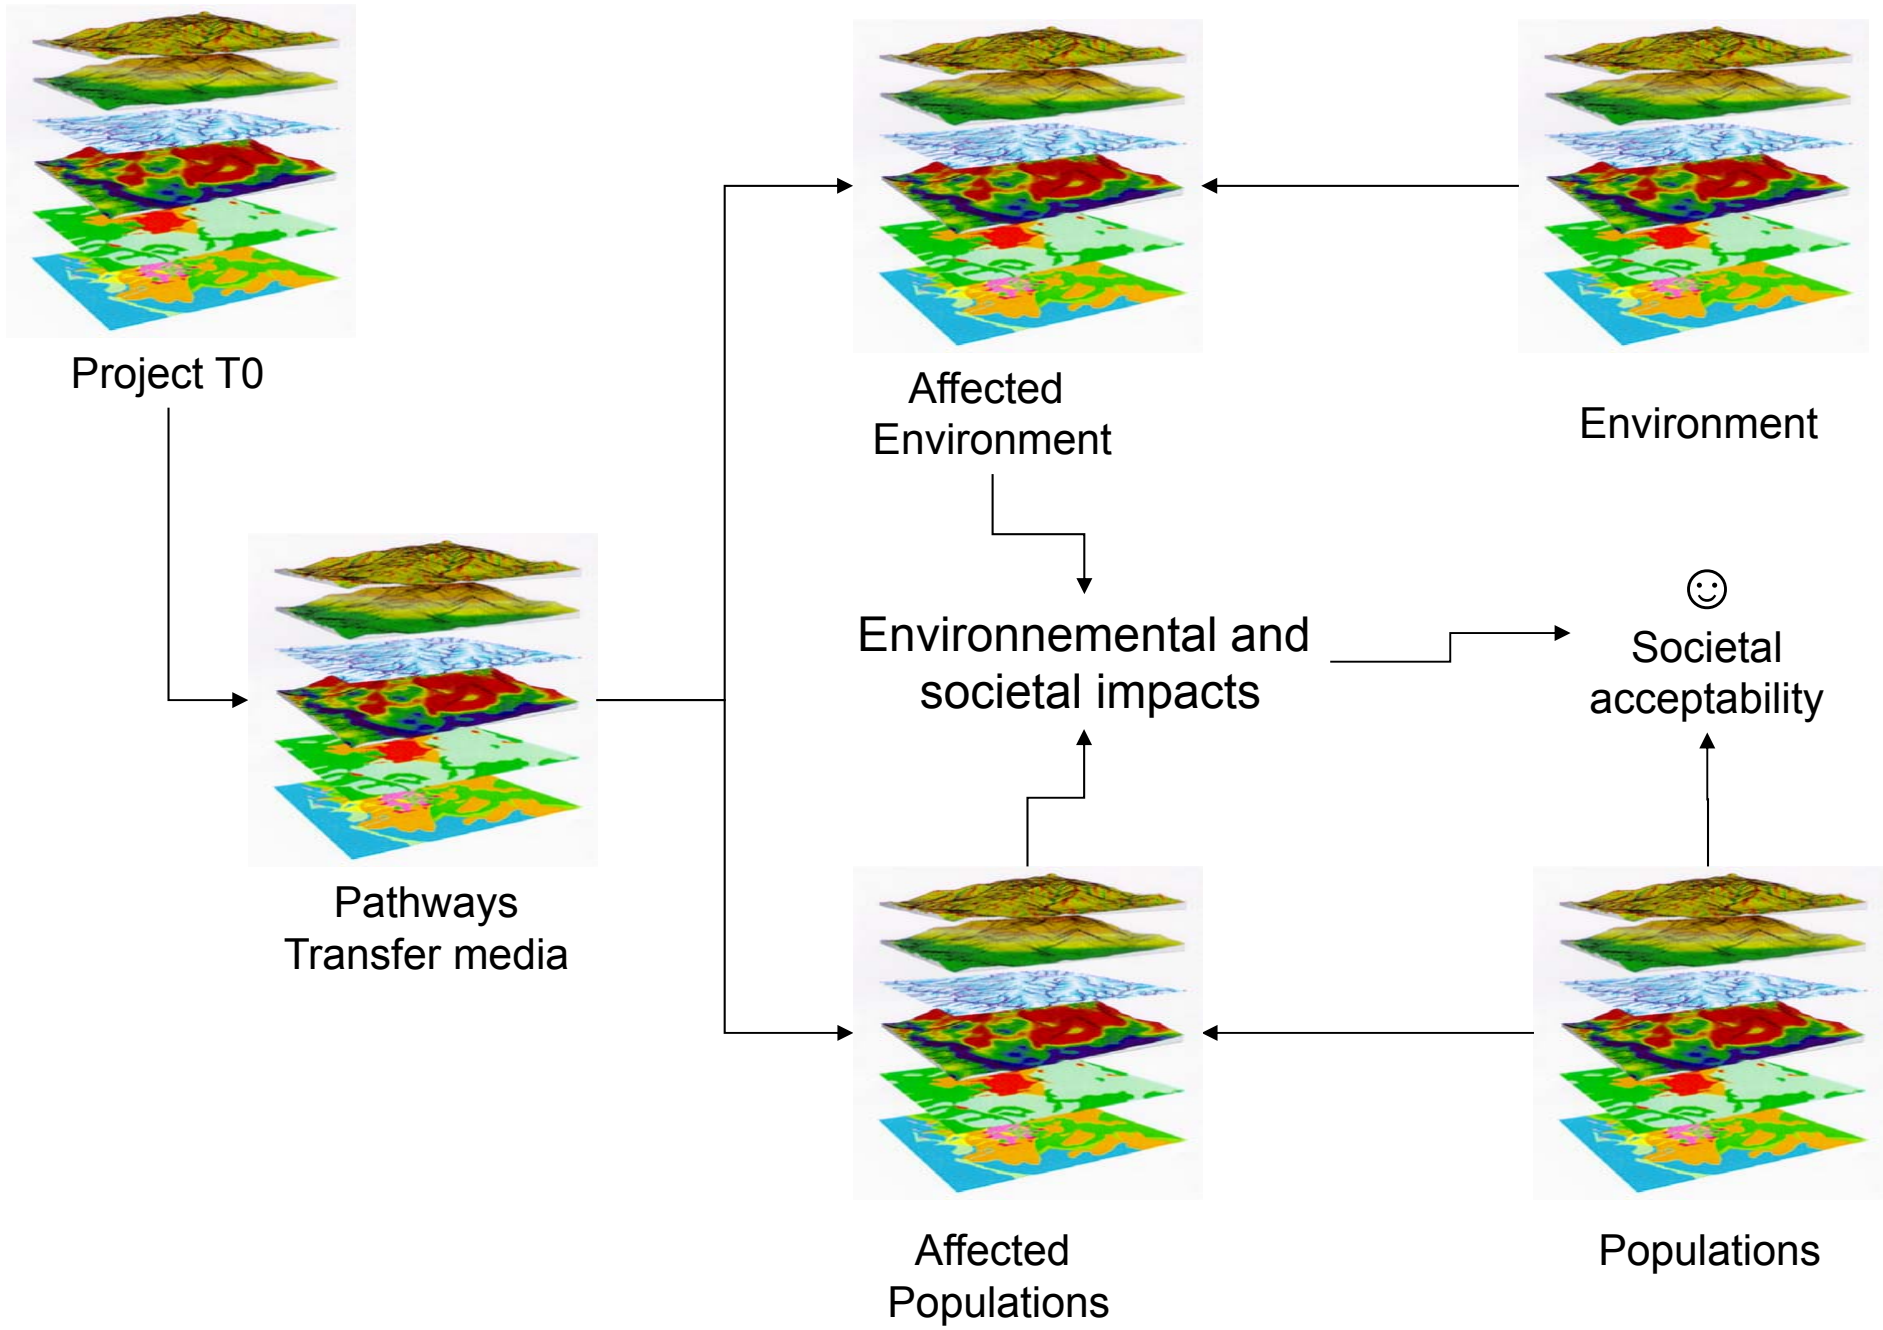 Project T0
Affected
Environment
Environment
Environnemental and
societal impacts
Societal
acceptability
Pathways
Transfer media
Affected
Populations
Populations